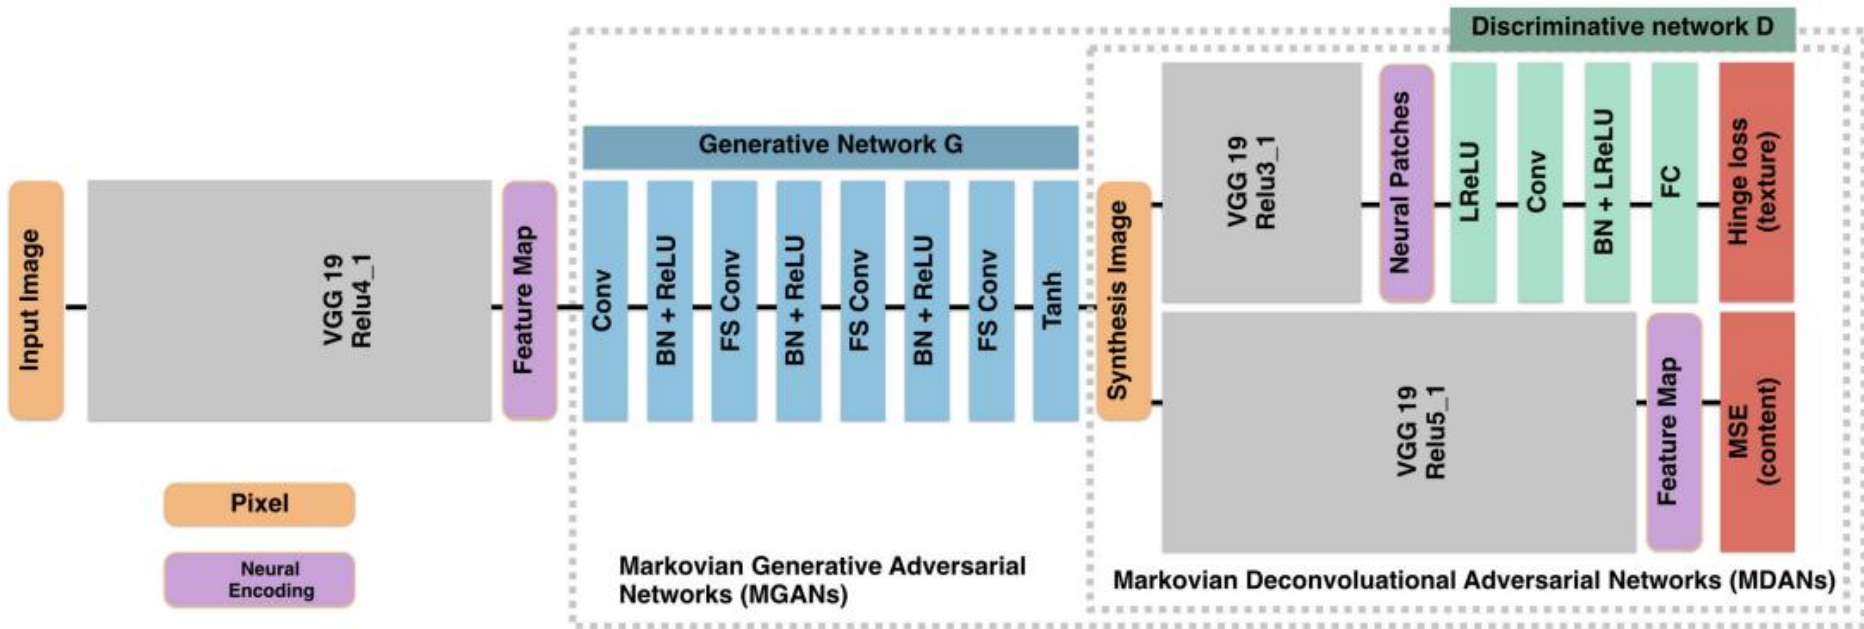 Input Image
VGG 19
Relu4_1
Feature Map
Generative Network G
Conv
BN + ReLU
FS Conv
BN + ReLU
FS Conv
BN + ReLU
FS Conv
Tanh
Synthesis Image
Discriminative network D
VGG 19
Relu3_1
Neural Patches
LReLU
Conv
BN + LReLU
FC
Hinge loss
(texture)
VGG 19
Relu5_1
Feature Map
MSE
(content)
Pixel
Neural
Encoding
Markovian Generative Adversarial
Networks (MGANs)
Markovian Deconvoluational Adversarial Networks (MDANs)